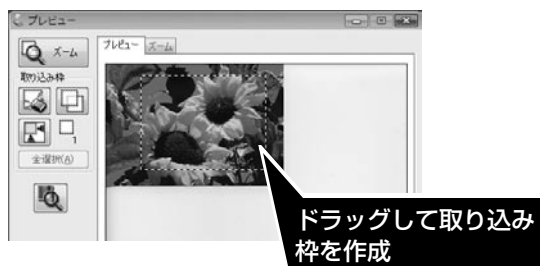 プレビュー
ズーム
プレビュー ズーム
取り込み枠
1
全選択(A)
ドラッグして取り込み
枠を作成